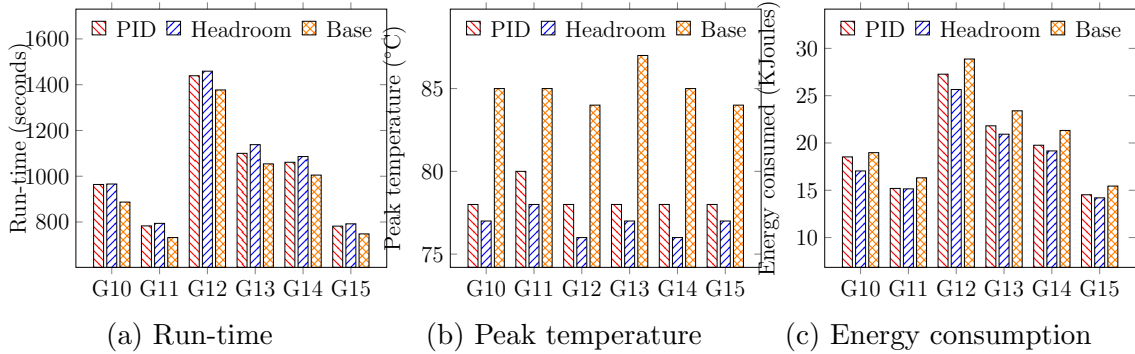 Run-time (seconds)
1600
1400
1200
1000
800
PID Headroom Base
G10 G11 G12 G13 G14 G15
(a) Run-time
Peak temperature (°C)
85
80
75
PID Headroom Base
G10 G11 G12 G13 G14 G15
(b) Peak temperature
Energy consumed (KJoules)
30
25
20
15
10
PID Headroom Base
G10 G11 G12 G13 G14 G15
(c) Energy consumption